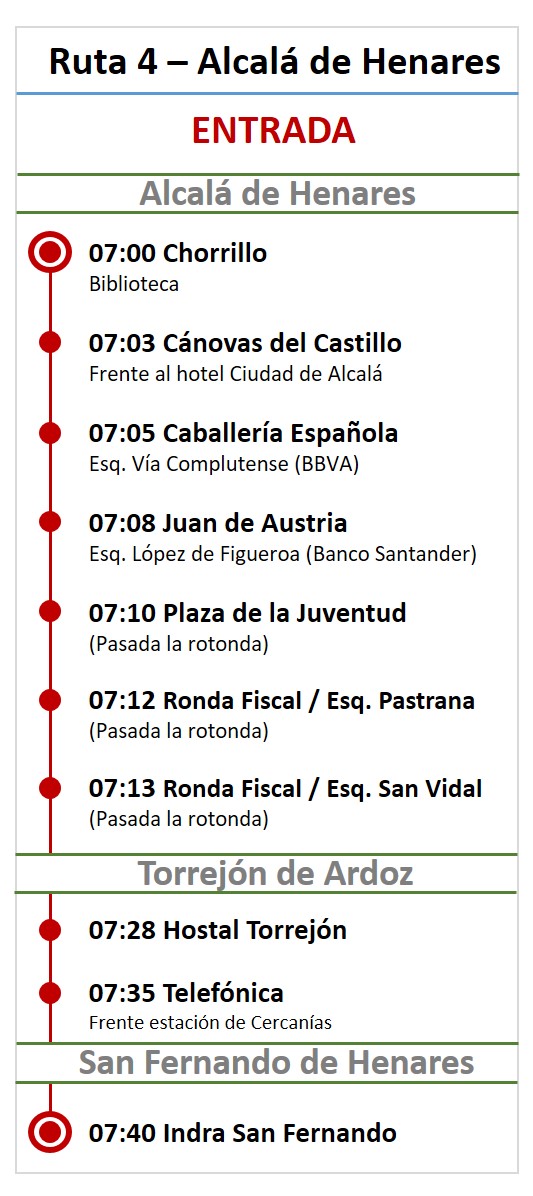 Ruta 4 – Alcalá de Henares
ENTRADA
Alcalá de Henares
07:00 Chorrillo
Biblioteca
07:03 Cánovas del Castillo
Frente al hotel Ciudad de Alcalá
07:05 Caballería Española
Esq. Vía Complutense (BBVA)
07:08 Juan de Austria
Esq. López de Figueroa (Banco Santander)
07:10 Plaza de la Juventud
(Pasada la rotonda)
07:12 Ronda Fiscal / Esq. Pastrana
(Pasada la rotonda)
07:13 Ronda Fiscal / Esq. San Vidal
(Pasada la rotonda)
Torrejón de Ardoz
07:28 Hostal Torrejón
07:35 Telefónica
Frente estación de Cercanías
San Fernando de Henares
07:40 Indra San Fernando